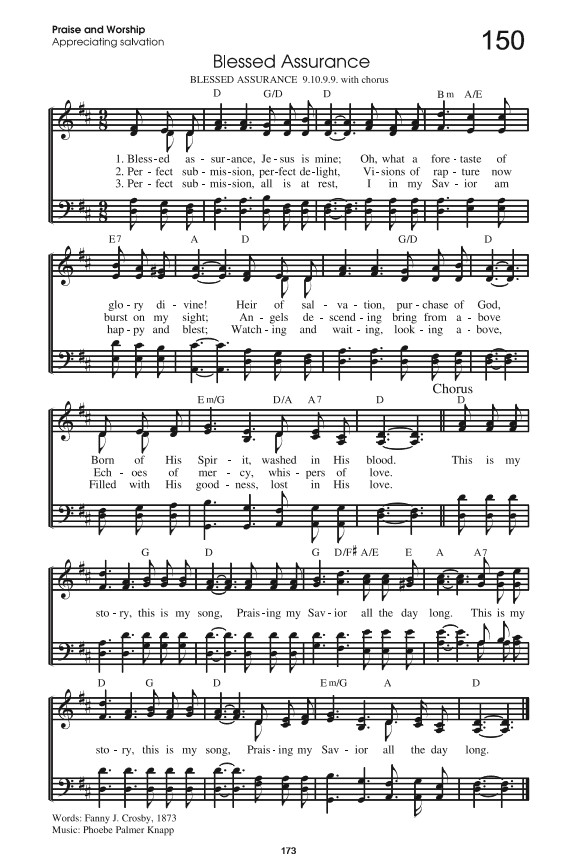 Praise and Worship
Appreciating salvation
150
Blessed Assurance
BLESSED ASSURANCE 9.10.9.9. with chorus
D G/D D B m A/E
1. Bless-ed as - sur-ance, Je-sus is mine; Oh, what a fore-taste of
2. Per-fect sub-mis-sion, per-fect de-light, Vi-sions of rap-ture now
3. Per-fect sub-mis-sion, all is at rest, I in my Sav-ior am
E7 A D G/D D
glo-ry di-vine! Heir of sal-va-tion, pur-chase of God,
burst on my sight; An-gels de-scend-ing bring from a-bove
hap-py and blest; Watch-ing and wait-ing, look-ing a-bove,
Chorus
E m/G D/A A7 D D
Born of His Spir-it, washed in His blood. This is my
Ech-oes of mer-cy, whis-pers of love.
Filled with His good-ness, lost in His love.
G D G D/F♯ A/E E A A7
sto-ry, this is my song, Prais-ing my Sav-ior all the day long. This is my
D G D E m/G A D
sto-ry, this is my song, Prais-ing my Sav-ior all the day long.
Words: Fanny J. Crosby, 1873
Music: Phoebe Palmer Knapp
173